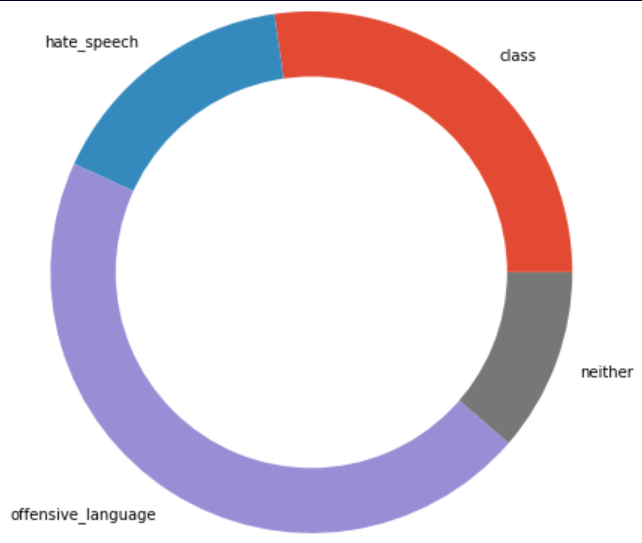 hate_speech
class
neither
offensive_language